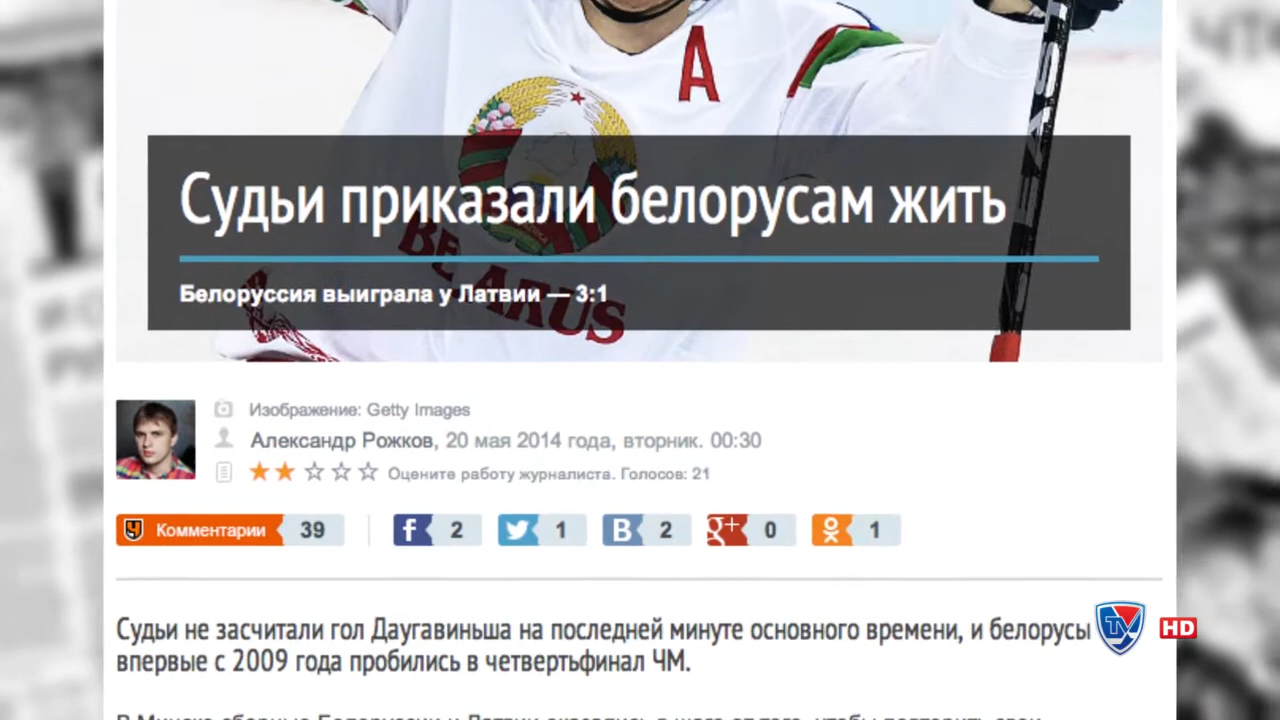 A
BELARUS
Судьи приказали белорусам жить
Белоруссия выиграла у Латвии — 3:1
Изображение: Getty Images
Александр Рожков, 20 мая 2014 года, вторник. 00:30
Оцените работу журналиста. Голосов: 21
Комментарии 39 f 2 1 B 2 g+ 0 1
Судьи не засчитали гол Даугавиньша на последней минуте основного времени, и белорусы
впервые с 2009 года пробились в четвертьфинал ЧМ.
TV HD